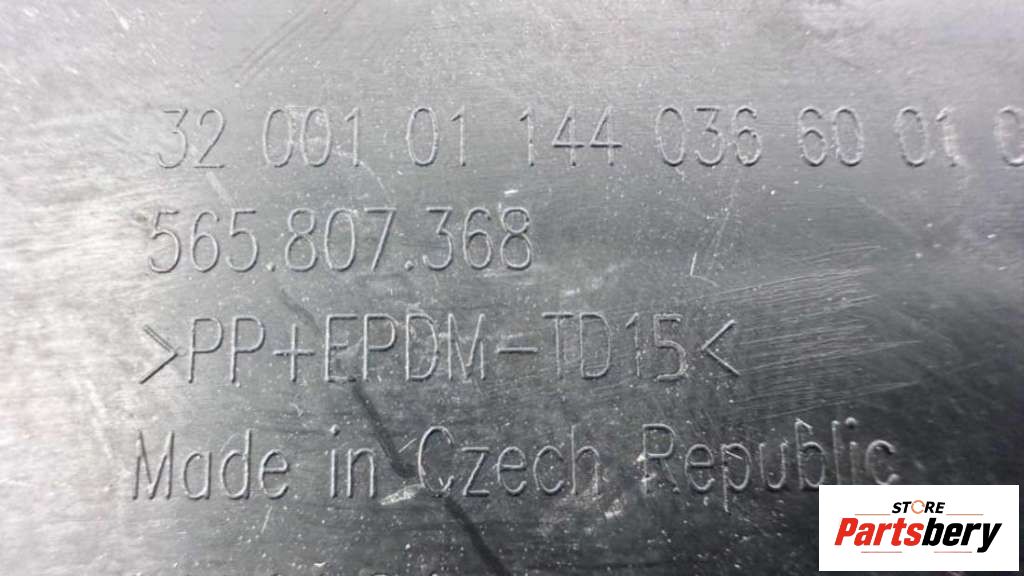 32 001 01 144 036 60 01
565.807.368
>PP+EPDM-TD15<
Made in Czech Republic
STORE
Partsbery